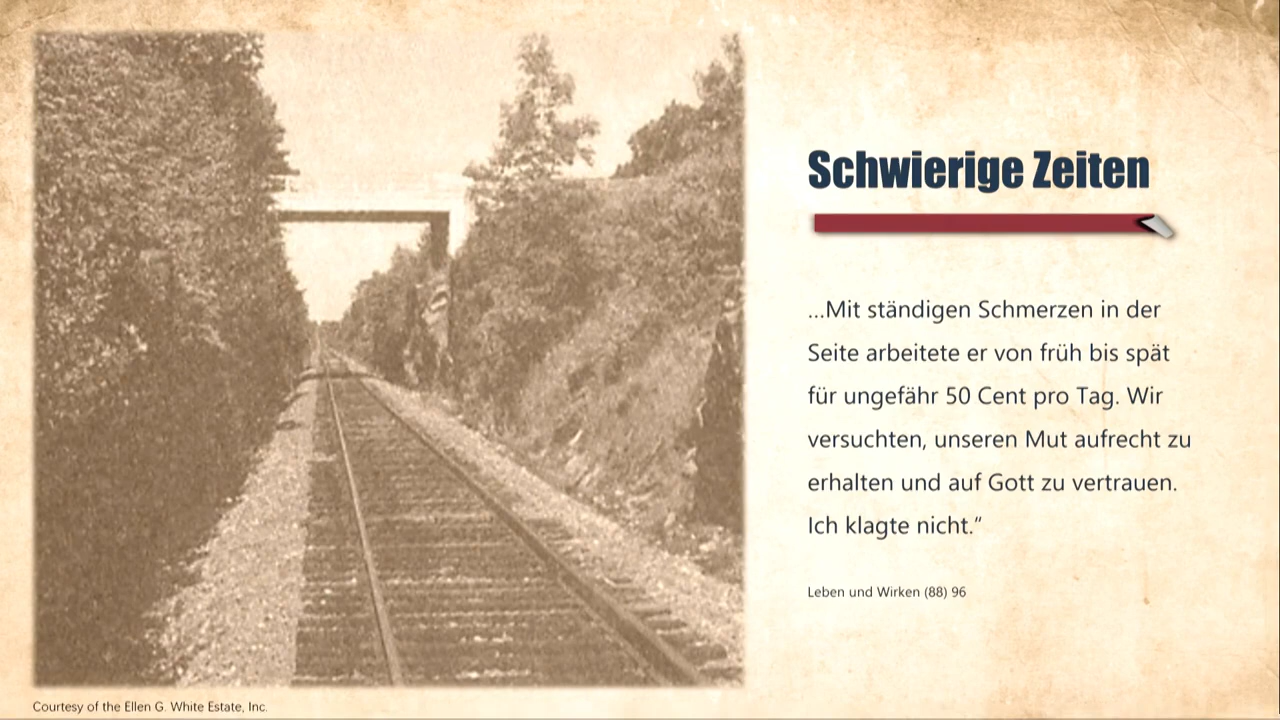 Schwierige Zeiten
…Mit ständigen Schmerzen in der
Seite arbeitete er von früh bis spät
für ungefähr 50 Cent pro Tag. Wir
versuchten, unseren Mut aufrecht zu
erhalten und auf Gott zu vertrauen.
Ich klagte nicht.”
Leben und Wirken (88) 96
Courtesy of the Ellen G. White Estate, Inc.